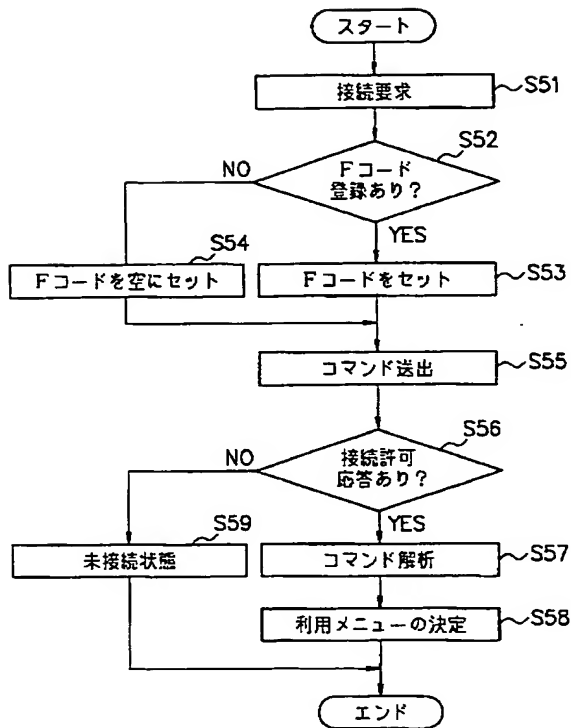 スタート
接続要求
S51
S52
Fコード
登録あり?
NO
YES
S54
Fコードを空にセット
Fコードをセット
S53
コマンド送出
S55
S56
接続許可
応答あり?
NO
YES
S59
未接続状態
コマンド解析
S57
利用メニューの決定
S58
エンド